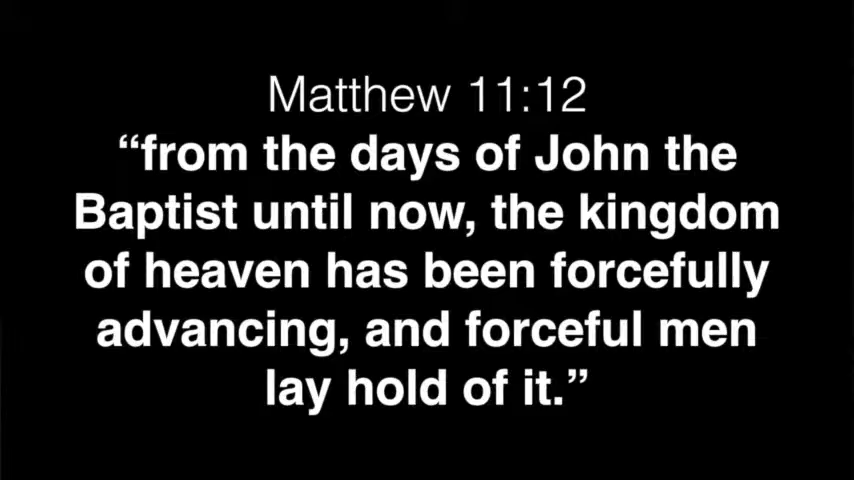 Matthew 11:12
“from the days of John the
Baptist until now, the kingdom
of heaven has been forcefully
advancing, and forceful men
lay hold of it.”